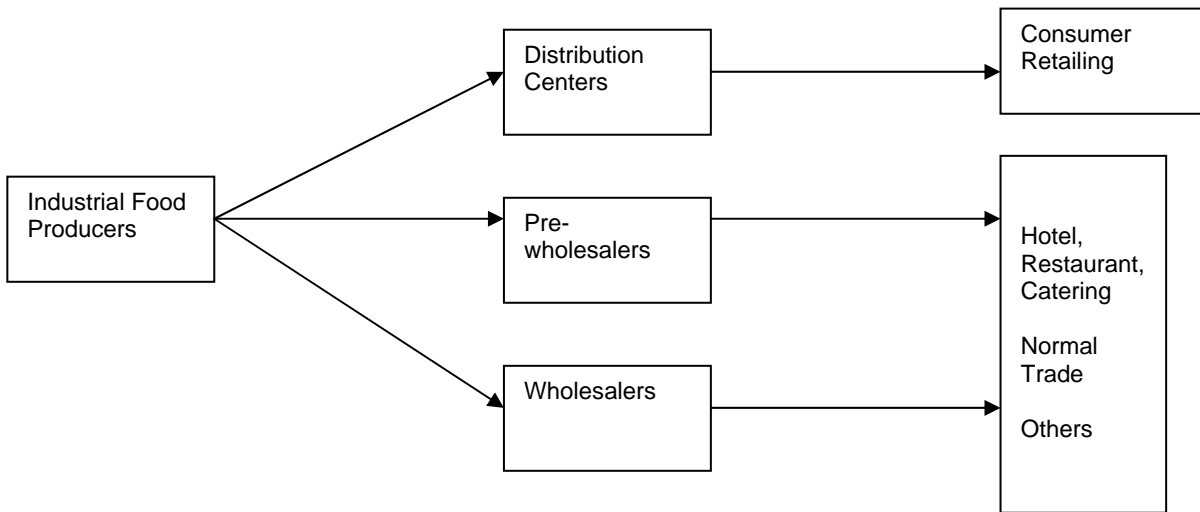 Industrial Food
Producers
Distribution
Centers
Pre-
wholesalers
Wholesalers
Consumer
Retailing
Hotel,
Restaurant,
Catering
Normal
Trade
Others